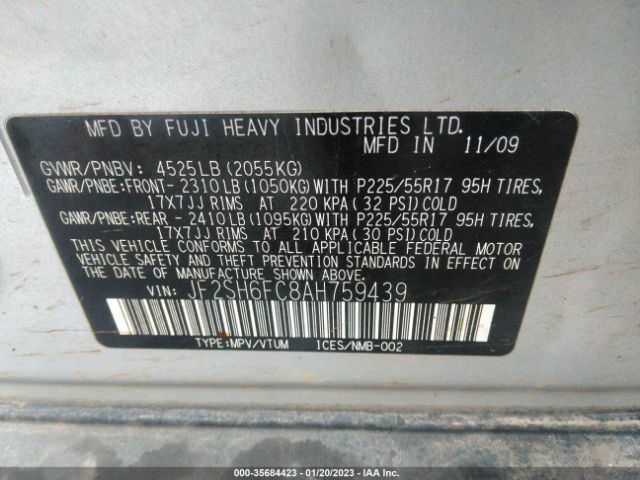 MFD BY FUJI HEAVY INDUSTRIES LTD.
MFD IN 11/09
GVWR/PNBV: 4525LB (2055KG)
GAWR/PNBE:FRONT- 2310LB (1050KG) WITH P225/55R17 95H TIRES,
17X7JJ RIMS AT 220 KPA ( 32 PSI) COLD
GAWR/PNBE:REAR - 2410LB (1095KG) WITH P225/55R17 95H TIRES,
17X7JJ RIMS AT 210 KPA ( 30 PSI) COLD
THIS VEHICLE CONFORMS TO ALL APPLICABLE FEDERAL MOTOR
VEHICLE SAFETY AND THEFT PREVENTION STANDARDS IN EFFECT
ON THE DATE OF MANUFACTURE SHOWN ABOVE.
VIN: JF2SH6FC8AH759439
TYPE:MPV/VTUM ICES/NMB-002
000-35684423 - 01/20/2023 - IAA Inc.